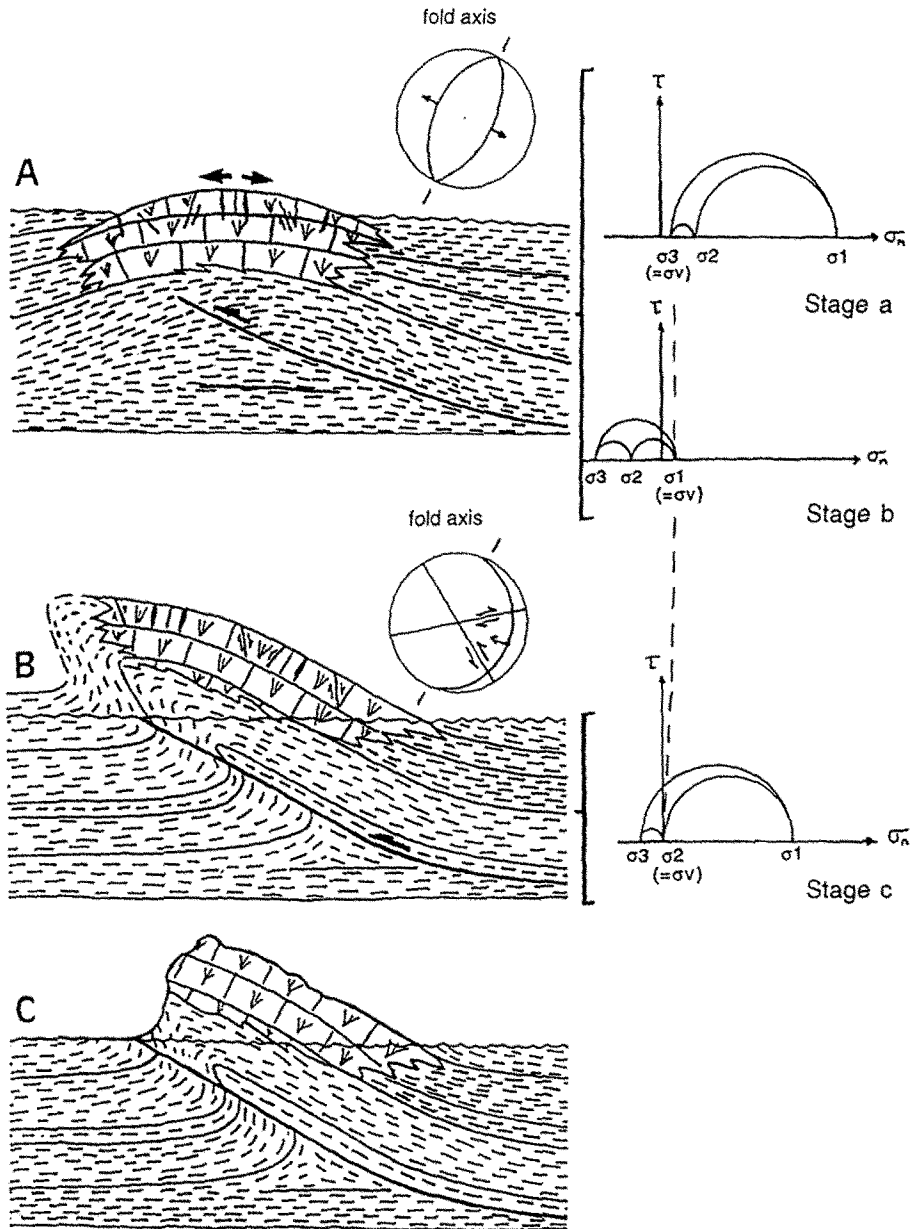 fold axis
A
τ
σn
σ3
(=σv)
σ2
σ1
Stage a
τ
σn
σ3
σ2
σ1
(=σv)
Stage b
fold axis
B
τ
σn
σ3
σ2
(=σv)
σ1
Stage c
C